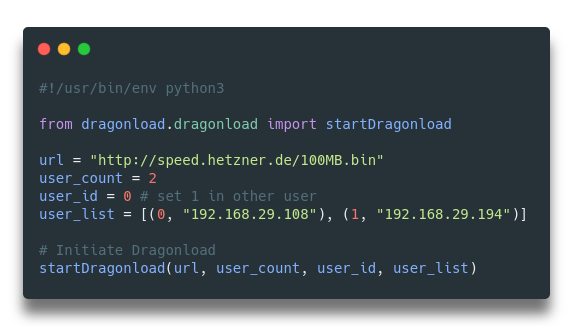 #!/usr/bin/env python3
from dragonload.dragonload import startDragonload
url = "http://speed.hetzner.de/100MB.bin"
user_count = 2
user_id = 0 # set 1 in other user
user_list = [(0, "192.168.29.108"), (1, "192.168.29.194")]
# Initiate Dragonload
startDragonload(url, user_count, user_id, user_list)